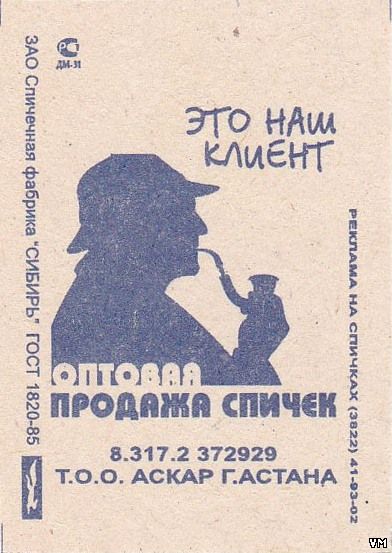 РС
ДМ-31
ЗАО Спичечная фабрика "СИБИРЬ" ГОСТ 1820-85
ЭТО НАШ
КЛИЕНТ
РЕКЛАМА НА СПИЧКАХ (3822) 41-93-02
ОПТОВАЯ
ПРОДАЖА СПИЧЕК
8.317.2 372929
Т.О.О. АСКАР Г.АСТАНА
VM